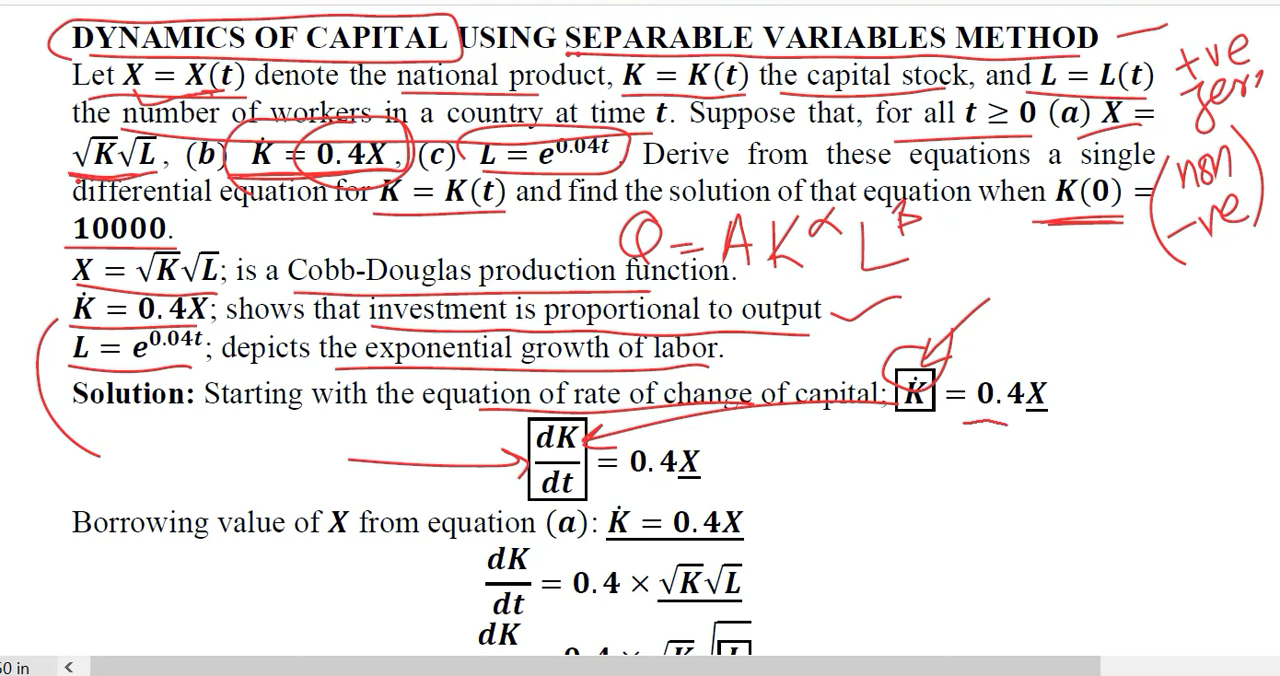 DYNAMICS OF CAPITAL USING SEPARABLE VARIABLES METHOD
Let X = X(t) denote the national product, K = K(t) the capital stock, and L = L(t)
the number of workers in a country at time t. Suppose that, for all t ≥ 0 (a) X =
√K√L, (b) K̇ = 0.4X, (c) L = e^0.04t. Derive from these equations a single
differential equation for K = K(t) and find the solution of that equation when K(0) =
10000.
+ve
zero
(non
-ve)
Q = A K^α L^β
X = √K√L; is a Cobb-Douglas production function.
K̇ = 0.4X; shows that investment is proportional to output
L = e^0.04t; depicts the exponential growth of labor.
Solution: Starting with the equation of rate of change of capital; K̇ = 0.4X
dK/dt = 0.4X
Borrowing value of X from equation (a): K̇ = 0.4X
dK/dt = 0.4 × √K√L
dK
50 in